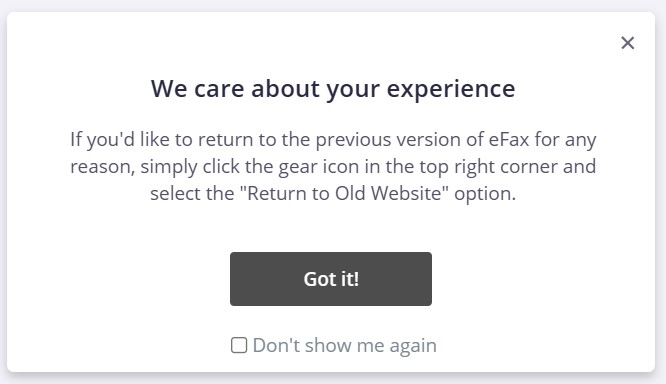 We care about your experience
If you'd like to return to the previous version of eFax for any
reason, simply click the gear icon in the top right corner and
select the "Return to Old Website" option.
Got it!
Don't show me again